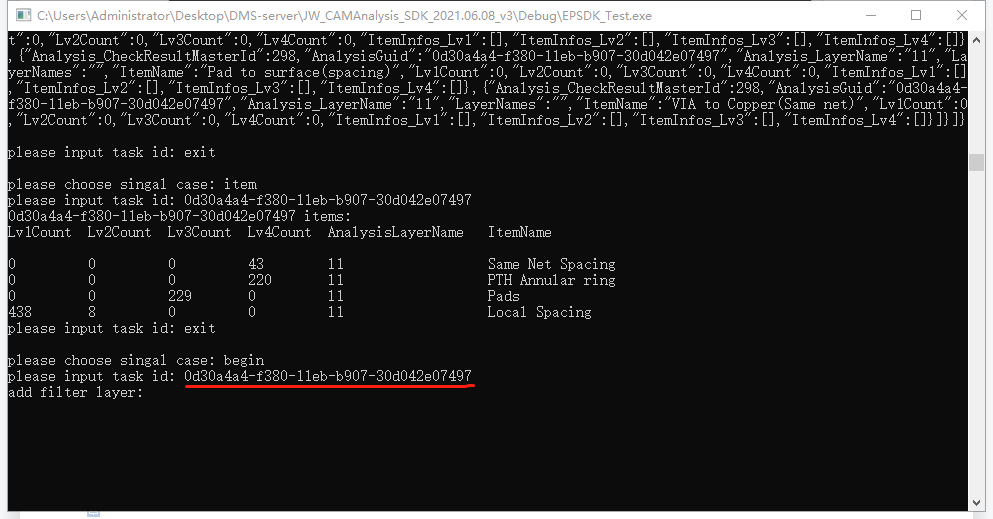 C:\Users\Administrator\Desktop\DMS-server\JW_CAMAnalysis_SDK_2021.06.08_v3\Debug\EPSDK_Test.exe
t":0,"Lv2Count":0,"Lv3Count":0,"Lv4Count":0,"ItemInfos_Lv1":[],"ItemInfos_Lv2":[],"ItemInfos_Lv3":[],"ItemInfos_Lv4":[]}
,{"Analysis_CheckResultMasterId":298,"AnalysisGuid":"0d30a4a4-f380-11eb-b907-30d042e07497","Analysis_LayerName":"11","La
yerNames":"","ItemName":"Pad to surface(spacing)","Lv1Count":0,"Lv2Count":0,"Lv3Count":0,"Lv4Count":0,"ItemInfos_Lv1":[]
,"ItemInfos_Lv2":[],"ItemInfos_Lv3":[],"ItemInfos_Lv4":[]},{"Analysis_CheckResultMasterId":298,"AnalysisGuid":"0d30a4a4-
f380-11eb-b907-30d042e07497","Analysis_LayerName":"11","LayerNames":"","ItemName":"VIA to Copper(Same net)","Lv1Count":0
,"Lv2Count":0,"Lv3Count":0,"Lv4Count":0,"ItemInfos_Lv1":[],"ItemInfos_Lv2":[],"ItemInfos_Lv3":[],"ItemInfos_Lv4":[]}]}]}
please input task id: exit
please choose singal case: item
please input task id: 0d30a4a4-f380-11eb-b907-30d042e07497
0d30a4a4-f380-11eb-b907-30d042e07497 items:
Lv1Count Lv2Count Lv3Count Lv4Count AnalysisLayerName ItemName
0 0 0 43 11 Same Net Spacing
0 0 0 220 11 PTH Annular ring
0 0 229 0 11 Pads
438 8 0 0 11 Local Spacing
please input task id: exit
please choose singal case: begin
please input task id: 0d30a4a4-f380-11eb-b907-30d042e07497
add filter layer: